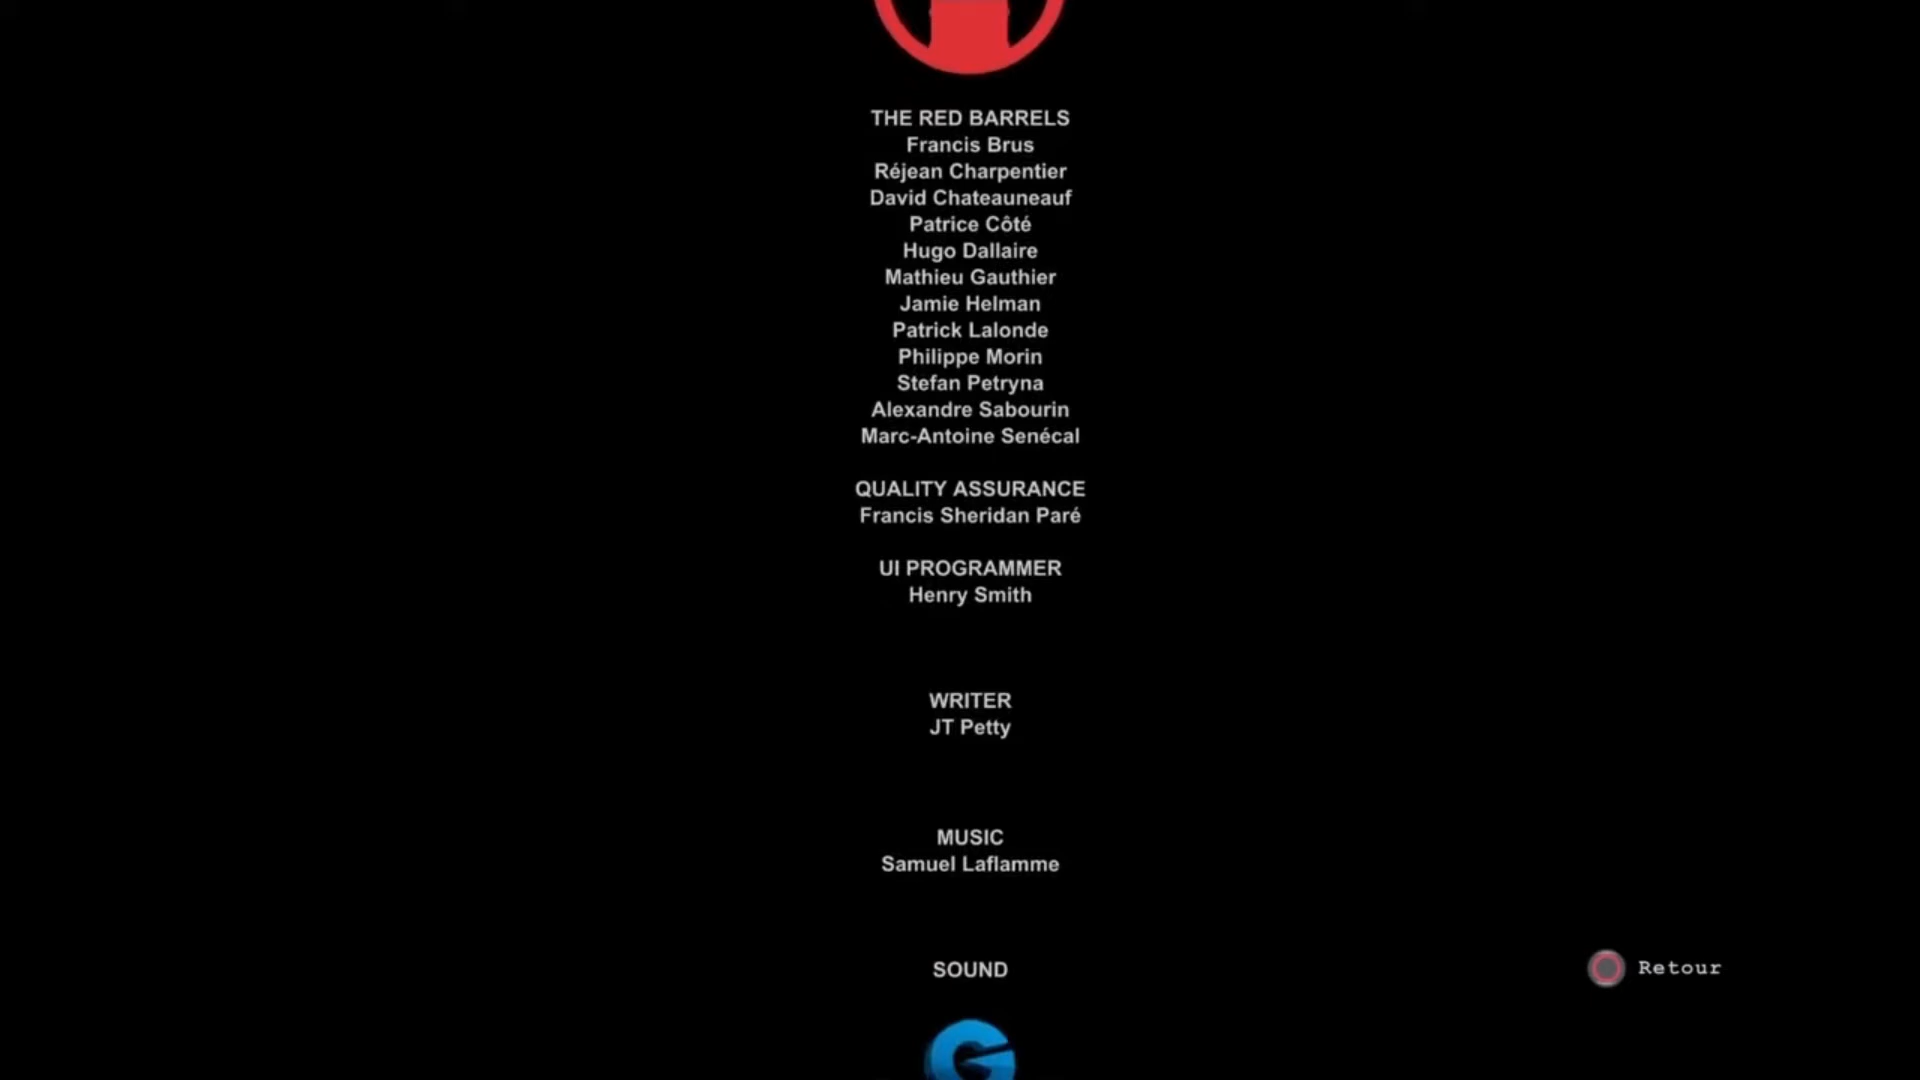 THE RED BARRELS
Francis Brus
Réjean Charpentier
David Chateauneuf
Patrice Côté
Hugo Dallaire
Mathieu Gauthier
Jamie Helman
Patrick Lalonde
Philippe Morin
Stefan Petryna
Alexandre Sabourin
Marc-Antoine Senécal
QUALITY ASSURANCE
Francis Sheridan Paré
UI PROGRAMMER
Henry Smith
WRITER
JT Petty
MUSIC
Samuel Laflamme
SOUND
Retour
G